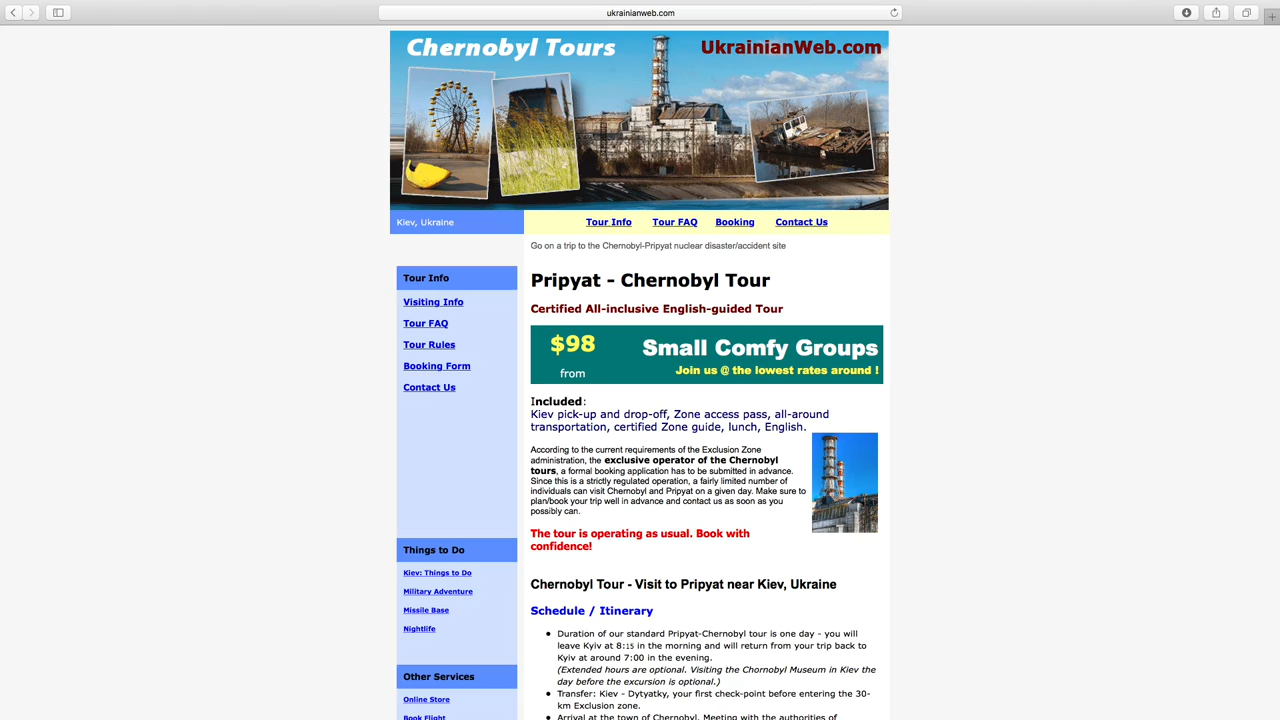 ukrainianweb.com
Chernobyl Tours
UkrainianWeb.com
Kiev, Ukraine
Tour Info Tour FAQ Booking Contact Us
Go on a trip to the Chernobyl-Pripyat nuclear disaster/accident site
Tour Info
Visiting Info
Tour FAQ
Tour Rules
Booking Form
Contact Us
Things to Do
Kiev: Things to Do
Military Adventure
Missile Base
Nightlife
Other Services
Online Store
Book Flight
Pripyat - Chernobyl Tour
Certified All-inclusive English-guided Tour
$98
from
Small Comfy Groups
Join us @ the lowest rates around !
Included:
Kiev pick-up and drop-off, Zone access pass, all-around
transportation, certified Zone guide, lunch, English.
According to the current requirements of the Exclusion Zone
administration, the exclusive operator of the Chernobyl
tours, a formal booking application has to be submitted in advance.
Since this is a strictly regulated operation, a fairly limited number of
individuals can visit Chernobyl and Pripyat on a given day. Make sure to
plan/book your trip well in advance and contact us as soon as you
possibly can.
The tour is operating as usual. Book with
confidence!
Chernobyl Tour - Visit to Pripyat near Kiev, Ukraine
Schedule / Itinerary
• Duration of our standard Pripyat-Chernobyl tour is one day - you will
leave Kyiv at 8:15 in the morning and will return from your trip back to
Kyiv at around 7:00 in the evening.
(Extended hours are optional. Visiting the Chornobyl Museum in Kiev the
day before the excursion is optional.)
• Transfer: Kiev - Dytyatky, your first check-point before entering the 30-
km Exclusion zone.
• Arrival at the town of Chernobyl. Meeting with the authorities of